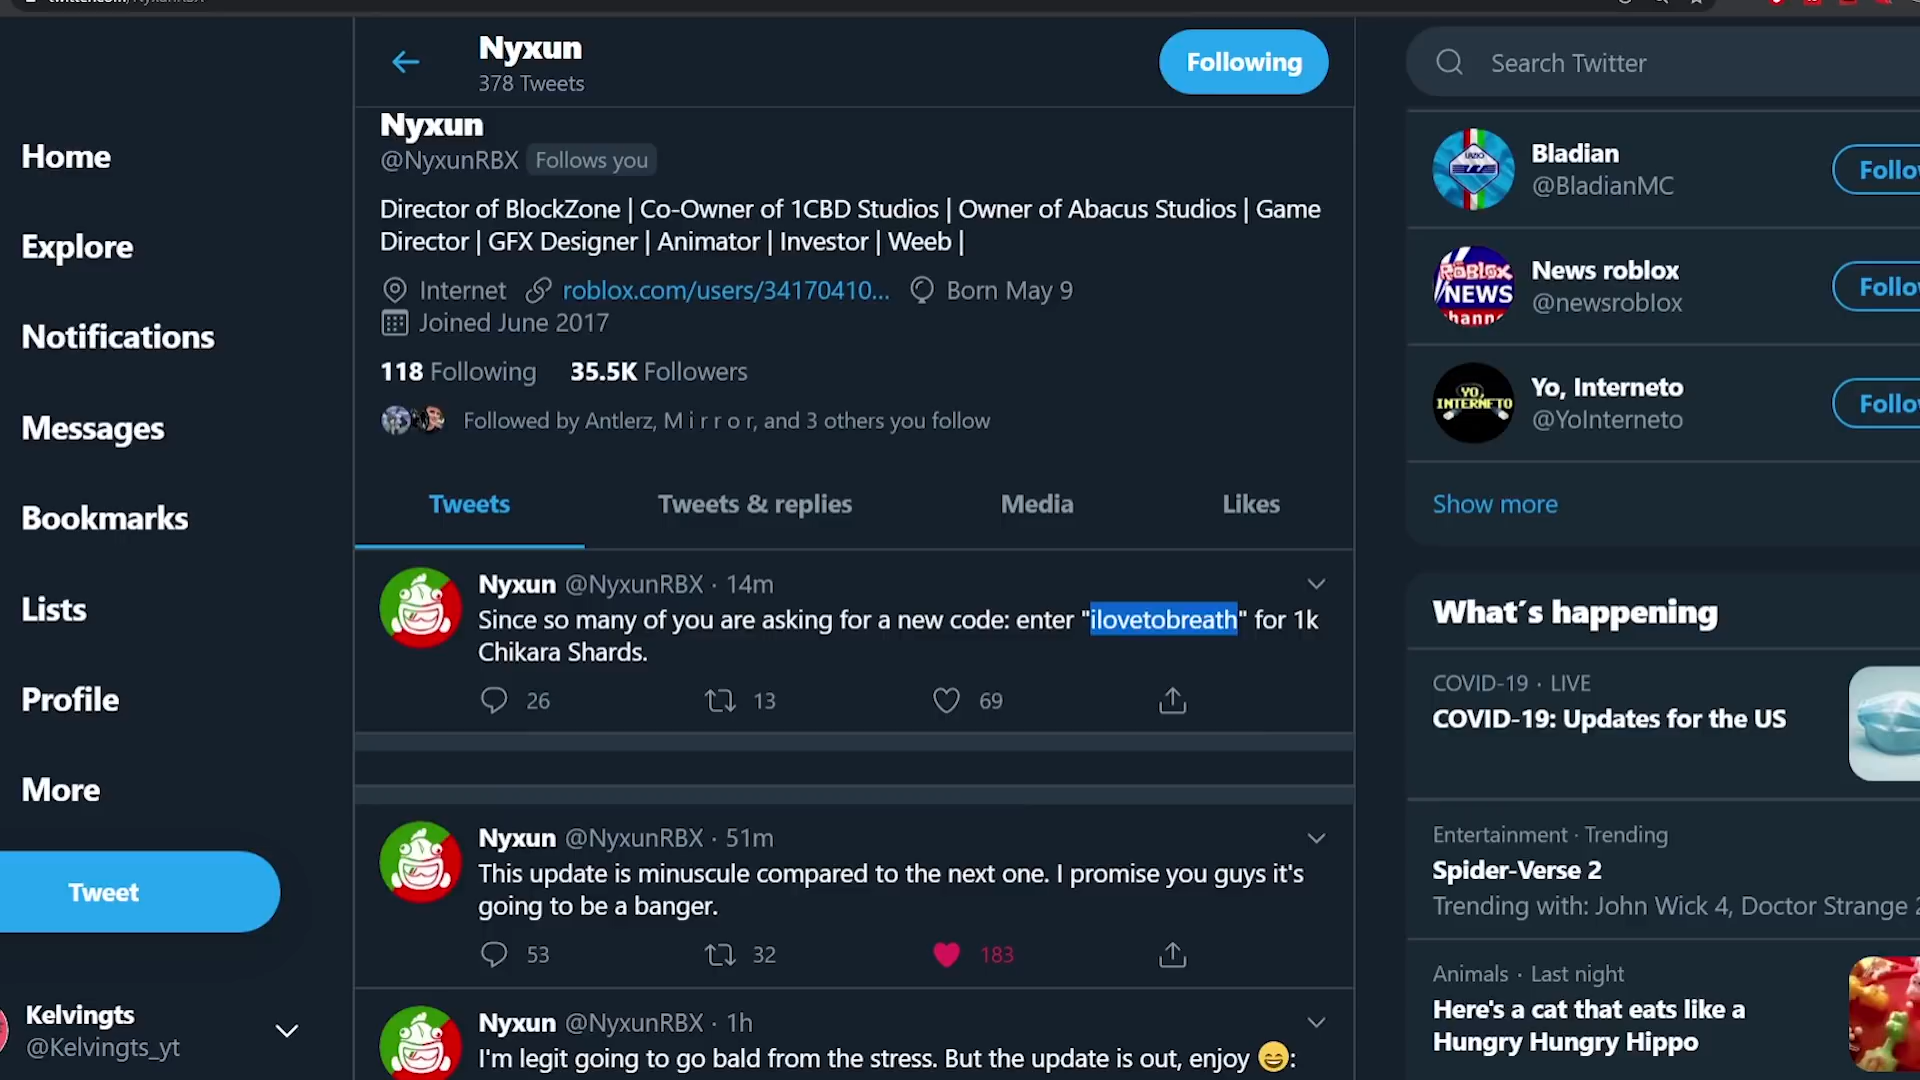 Nyxun
378 Tweets
Following
Search Twitter
Home
Explore
Notifications
Messages
Bookmarks
Lists
Profile
More
Tweet
Kelvingts
@Kelvingts_yt
Nyxun
@NyxunRBX Follows you
Director of BlockZone | Co-Owner of 1CBD Studios | Owner of Abacus Studios | Game
Director | GFX Designer | Animator | Investor | Weeb |
Internet roblox.com/users/34170410... Born May 9
Joined June 2017
118 Following 35.5K Followers
Followed by Antlerz, M i r r o r, and 3 others you follow
Tweets Tweets & replies Media Likes
Nyxun @NyxunRBX · 14m
Since so many of you are asking for a new code: enter "ilovetobreath" for 1k
Chikara Shards.
26 13 69
Nyxun @NyxunRBX · 51m
This update is minuscule compared to the next one. I promise you guys it's
going to be a banger.
53 32 183
Nyxun @NyxunRBX · 1h
I'm legit going to go bald from the stress. But the update is out, enjoy 😄:
LAZIO
Bladian
@BladianMC
Follo
ROBLOX
NEWS
hann
News roblox
@newsroblox
Follo
YO,
INTERNETO
Yo, Interneto
@YoInterneto
Follo
Show more
What´s happening
COVID-19 · LIVE
COVID-19: Updates for the US
Entertainment · Trending
Spider-Verse 2
Trending with: John Wick 4, Doctor Strange 2
Animals · Last night
Here's a cat that eats like a
Hungry Hungry Hippo